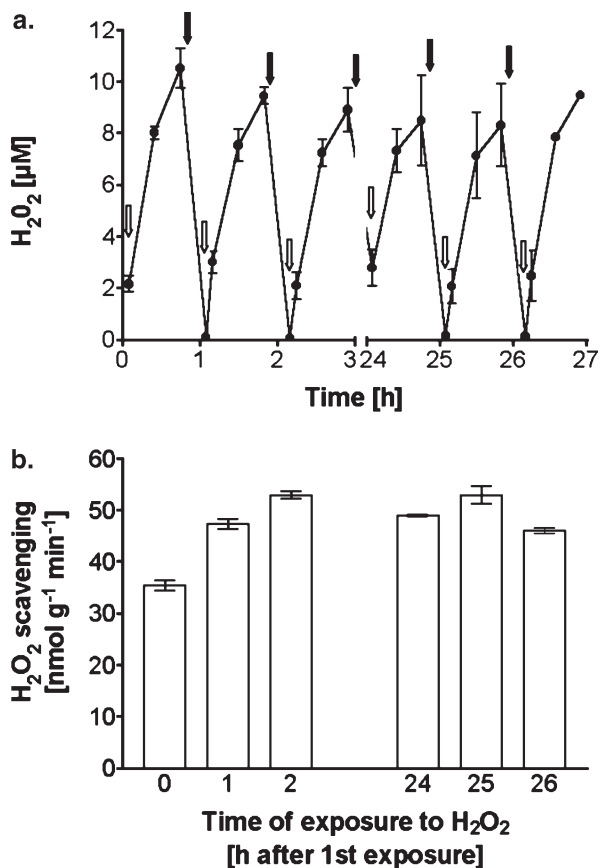 a.
12
10
8
6
4
2
0
H₂0₂ [µM]
0 1 2 3 24 25 26 27
Time [h]
b.
60
50
40
30
20
10
0
H₂O₂ scavenging
[nmol g⁻¹ min⁻¹]
0 1 2 24 25 26
Time of exposure to H₂O₂
[h after 1st exposure]